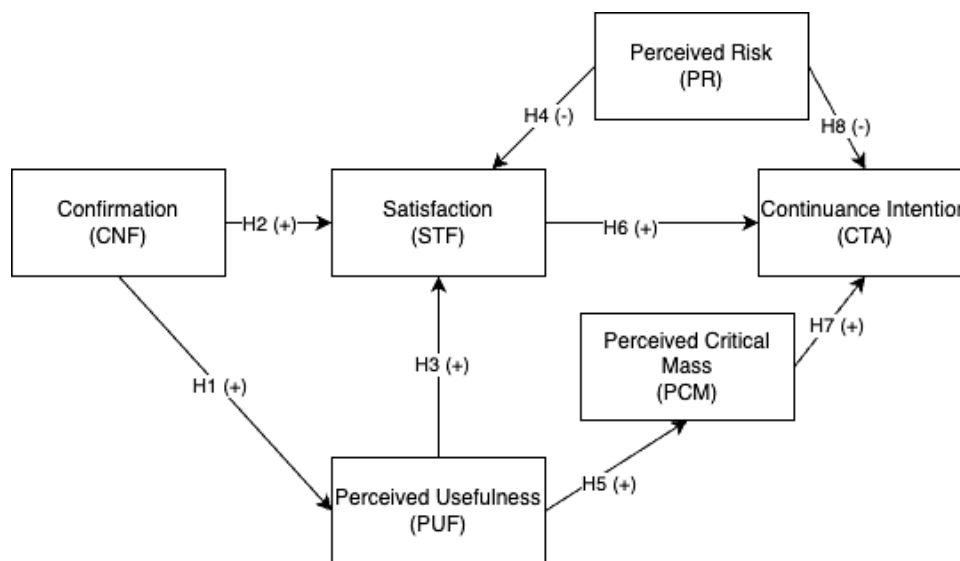 Perceived Risk
(PR)
H4 (-)
H8 (-)
Confirmation
(CNF)
H2 (+)
Satisfaction
(STF)
H6 (+)
Continuance Intention
(CTA)
Perceived Critical
Mass
(PCM)
H7 (+)
H3 (+)
H1 (+)
Perceived Usefulness
(PUF)
H5 (+)